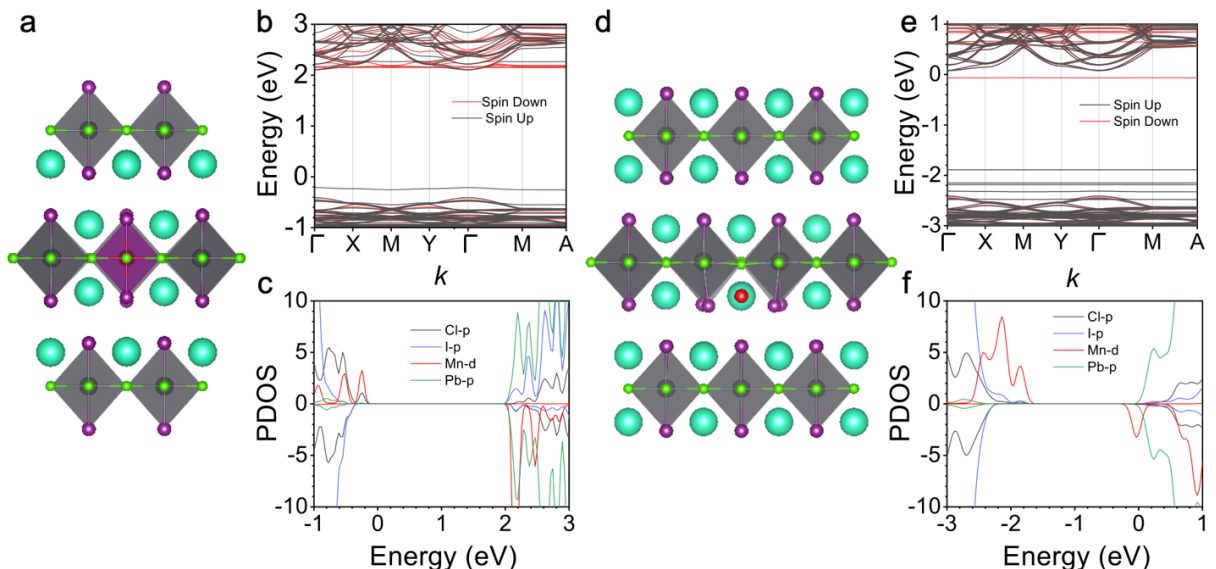 a
b
3
2
1
0
-1
Energy (eV)
Spin Down
Spin Up
Γ X M Y Γ M A
k
c
10
5
0
-5
-10
PDOS
Cl-p
I-p
Mn-d
Pb-p
-1 0 1 2 3
Energy (eV)
d
e
1
0
-1
-2
-3
Energy (eV)
Spin Up
Spin Down
Γ X M Y Γ M A
k
f
10
5
0
-5
-10
PDOS
Cl-p
I-p
Mn-d
Pb-p
-3 -2 -1 0 1
Energy (eV)